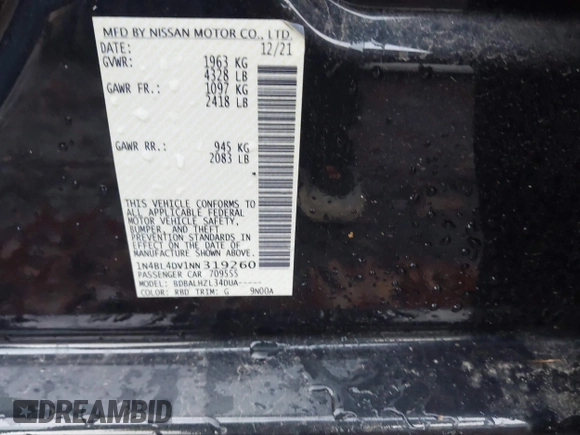 MFD BY NISSAN MOTOR CO., LTD.
DATE: 12/21
GVWR: 1963 KG
4328 LB
GAWR FR.: 1097 KG
2418 LB
GAWR RR.: 945 KG
2083 LB
THIS VEHICLE CONFORMS TO
ALL APPLICABLE FEDERAL
MOTOR VEHICLE SAFETY,
BUMPER, AND THEFT
PREVENTION STANDARDS IN
EFFECT ON THE DATE OF
MANUFACTURE SHOWN ABOVE.
1N4BL4DV1NN 319260
PASSENGER CAR 709555
MODEL: BDBALHZL34DUA-----
COLOR: RBD TRIM: G 9N00A
DREAMBID